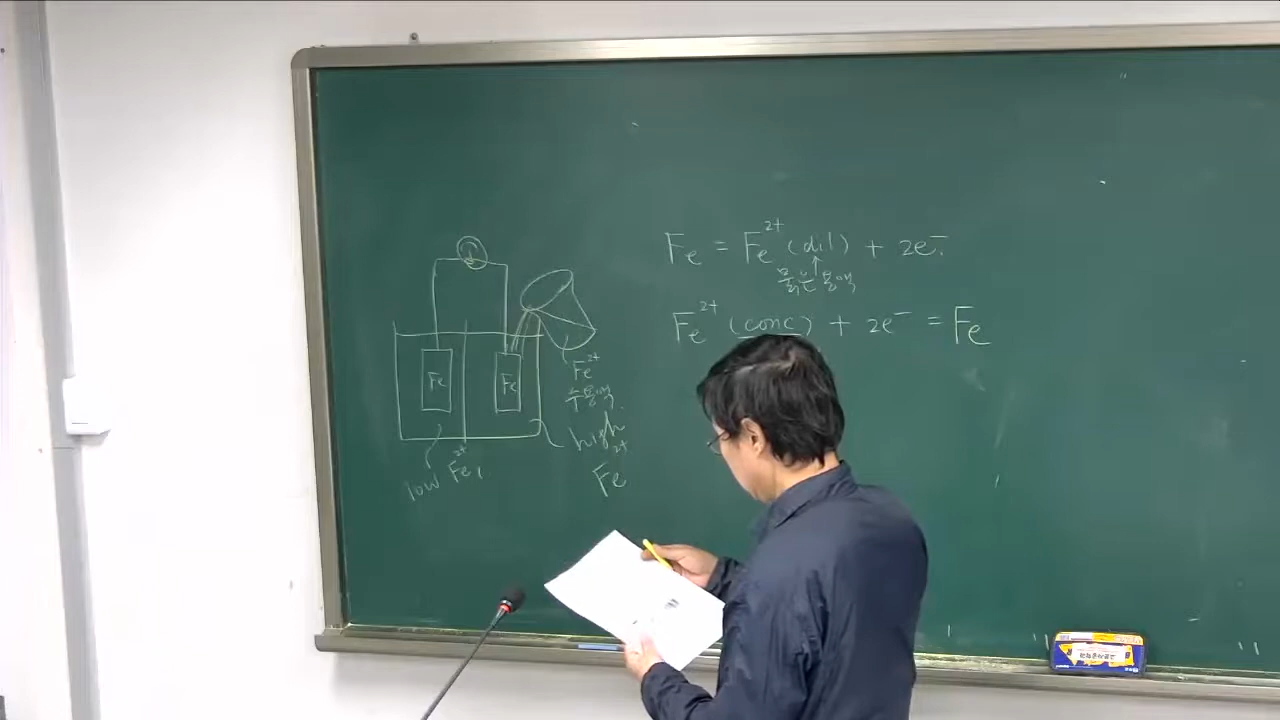 Fe = Fe²⁺ (dil) + 2e⁻.
묽은 용액
Fe²⁺ (conc) + 2e⁻ = Fe
Fe
Fe
Fe²⁺
수용액.
high
Fe²⁺
low Fe²⁺